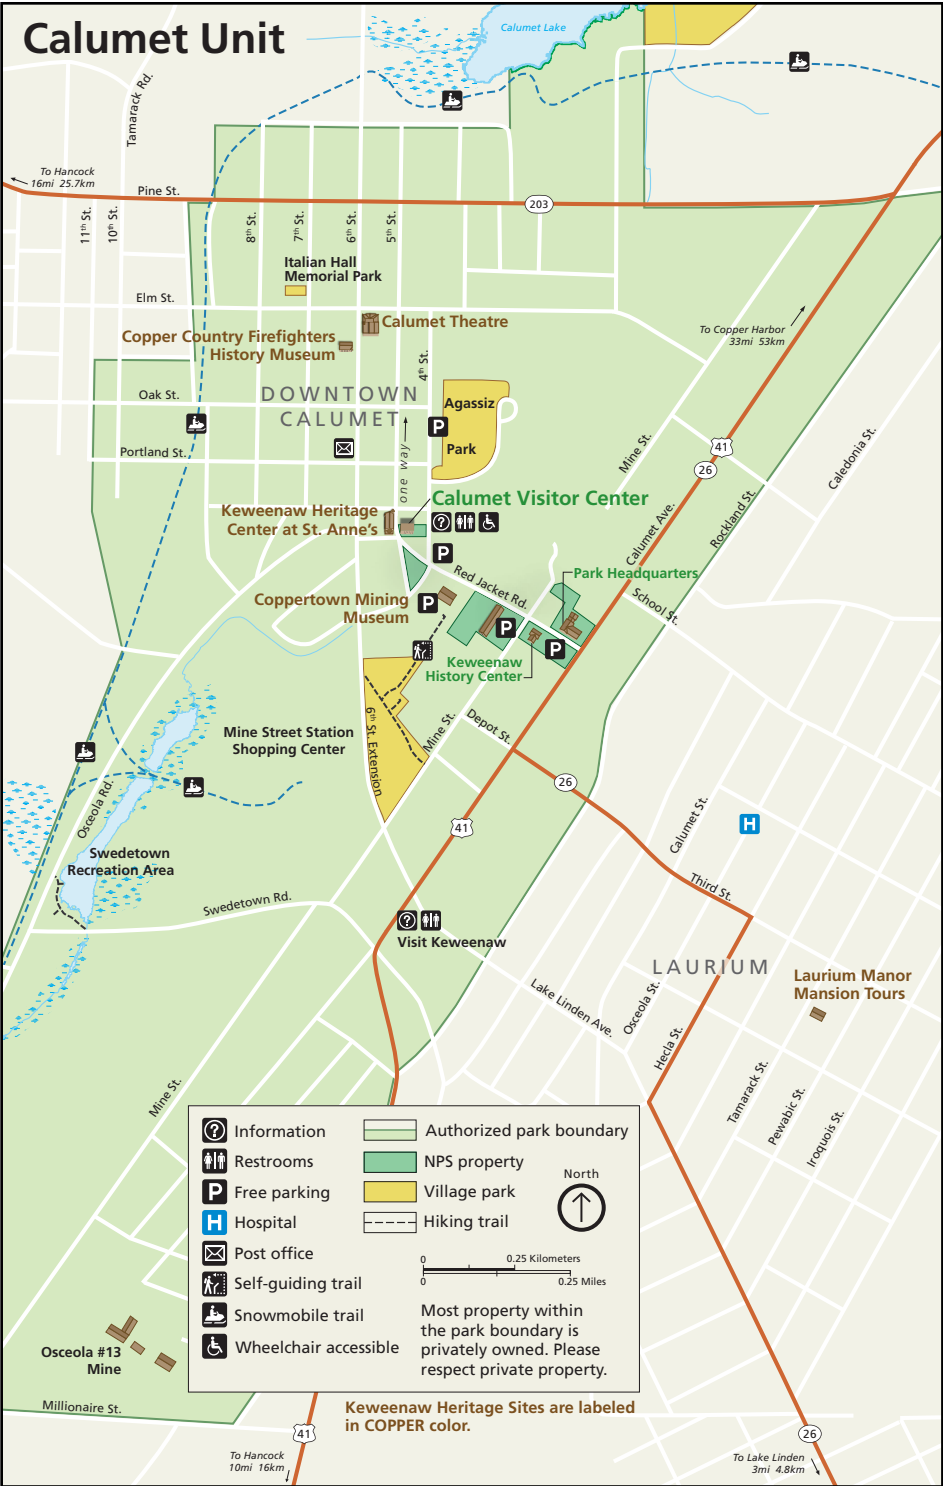 Calumet Unit
Calumet Lake
Tamarack Rd.
To Hancock
16mi 25.7km
Pine St.
203
11th St.
10th St.
8th St.
7th St.
6th St.
5th St.
Italian Hall
Memorial Park
Elm St.
Calumet Theatre
Copper Country Firefighters
History Museum
To Copper Harbor
33mi 53km
4th St.
Oak St.
DOWNTOWN
CALUMET
Agassiz
Park
P
one way
Portland St.
Mine St.
41
26
Caledonia St.
Calumet Visitor Center
Keweenaw Heritage
Center at St. Anne's
?
Rockland St.
Calumet Ave.
P
Red Jacket Rd.
Park Headquarters
School St.
Coppertown Mining
Museum
P
P
P
Keweenaw
History Center
6th St. Extension
Mine St.
Depot St.
Mine Street Station
Shopping Center
26
Osceola Rd.
41
Calumet St.
H
Swedetown
Recreation Area
Swedetown Rd.
Third St.
?
Visit Keweenaw
LAURIUM
Laurium Manor
Mansion Tours
Lake Linden Ave.
Osceola St.
Hecla St.
Mine St.
Tamarack St.
Pewabic St.
Iroquois St.
? Information
Restrooms
P Free parking
H Hospital
Post office
Self-guiding trail
Snowmobile trail
Wheelchair accessible
Authorized park boundary
NPS property
Village park
Hiking trail
North
0 0.25 Kilometers
0 0.25 Miles
Most property within
the park boundary is
privately owned. Please
respect private property.
Osceola #13
Mine
Millionaire St.
Keweenaw Heritage Sites are labeled
in COPPER color.
41
To Hancock
10mi 16km
26
To Lake Linden
3mi 4.8km